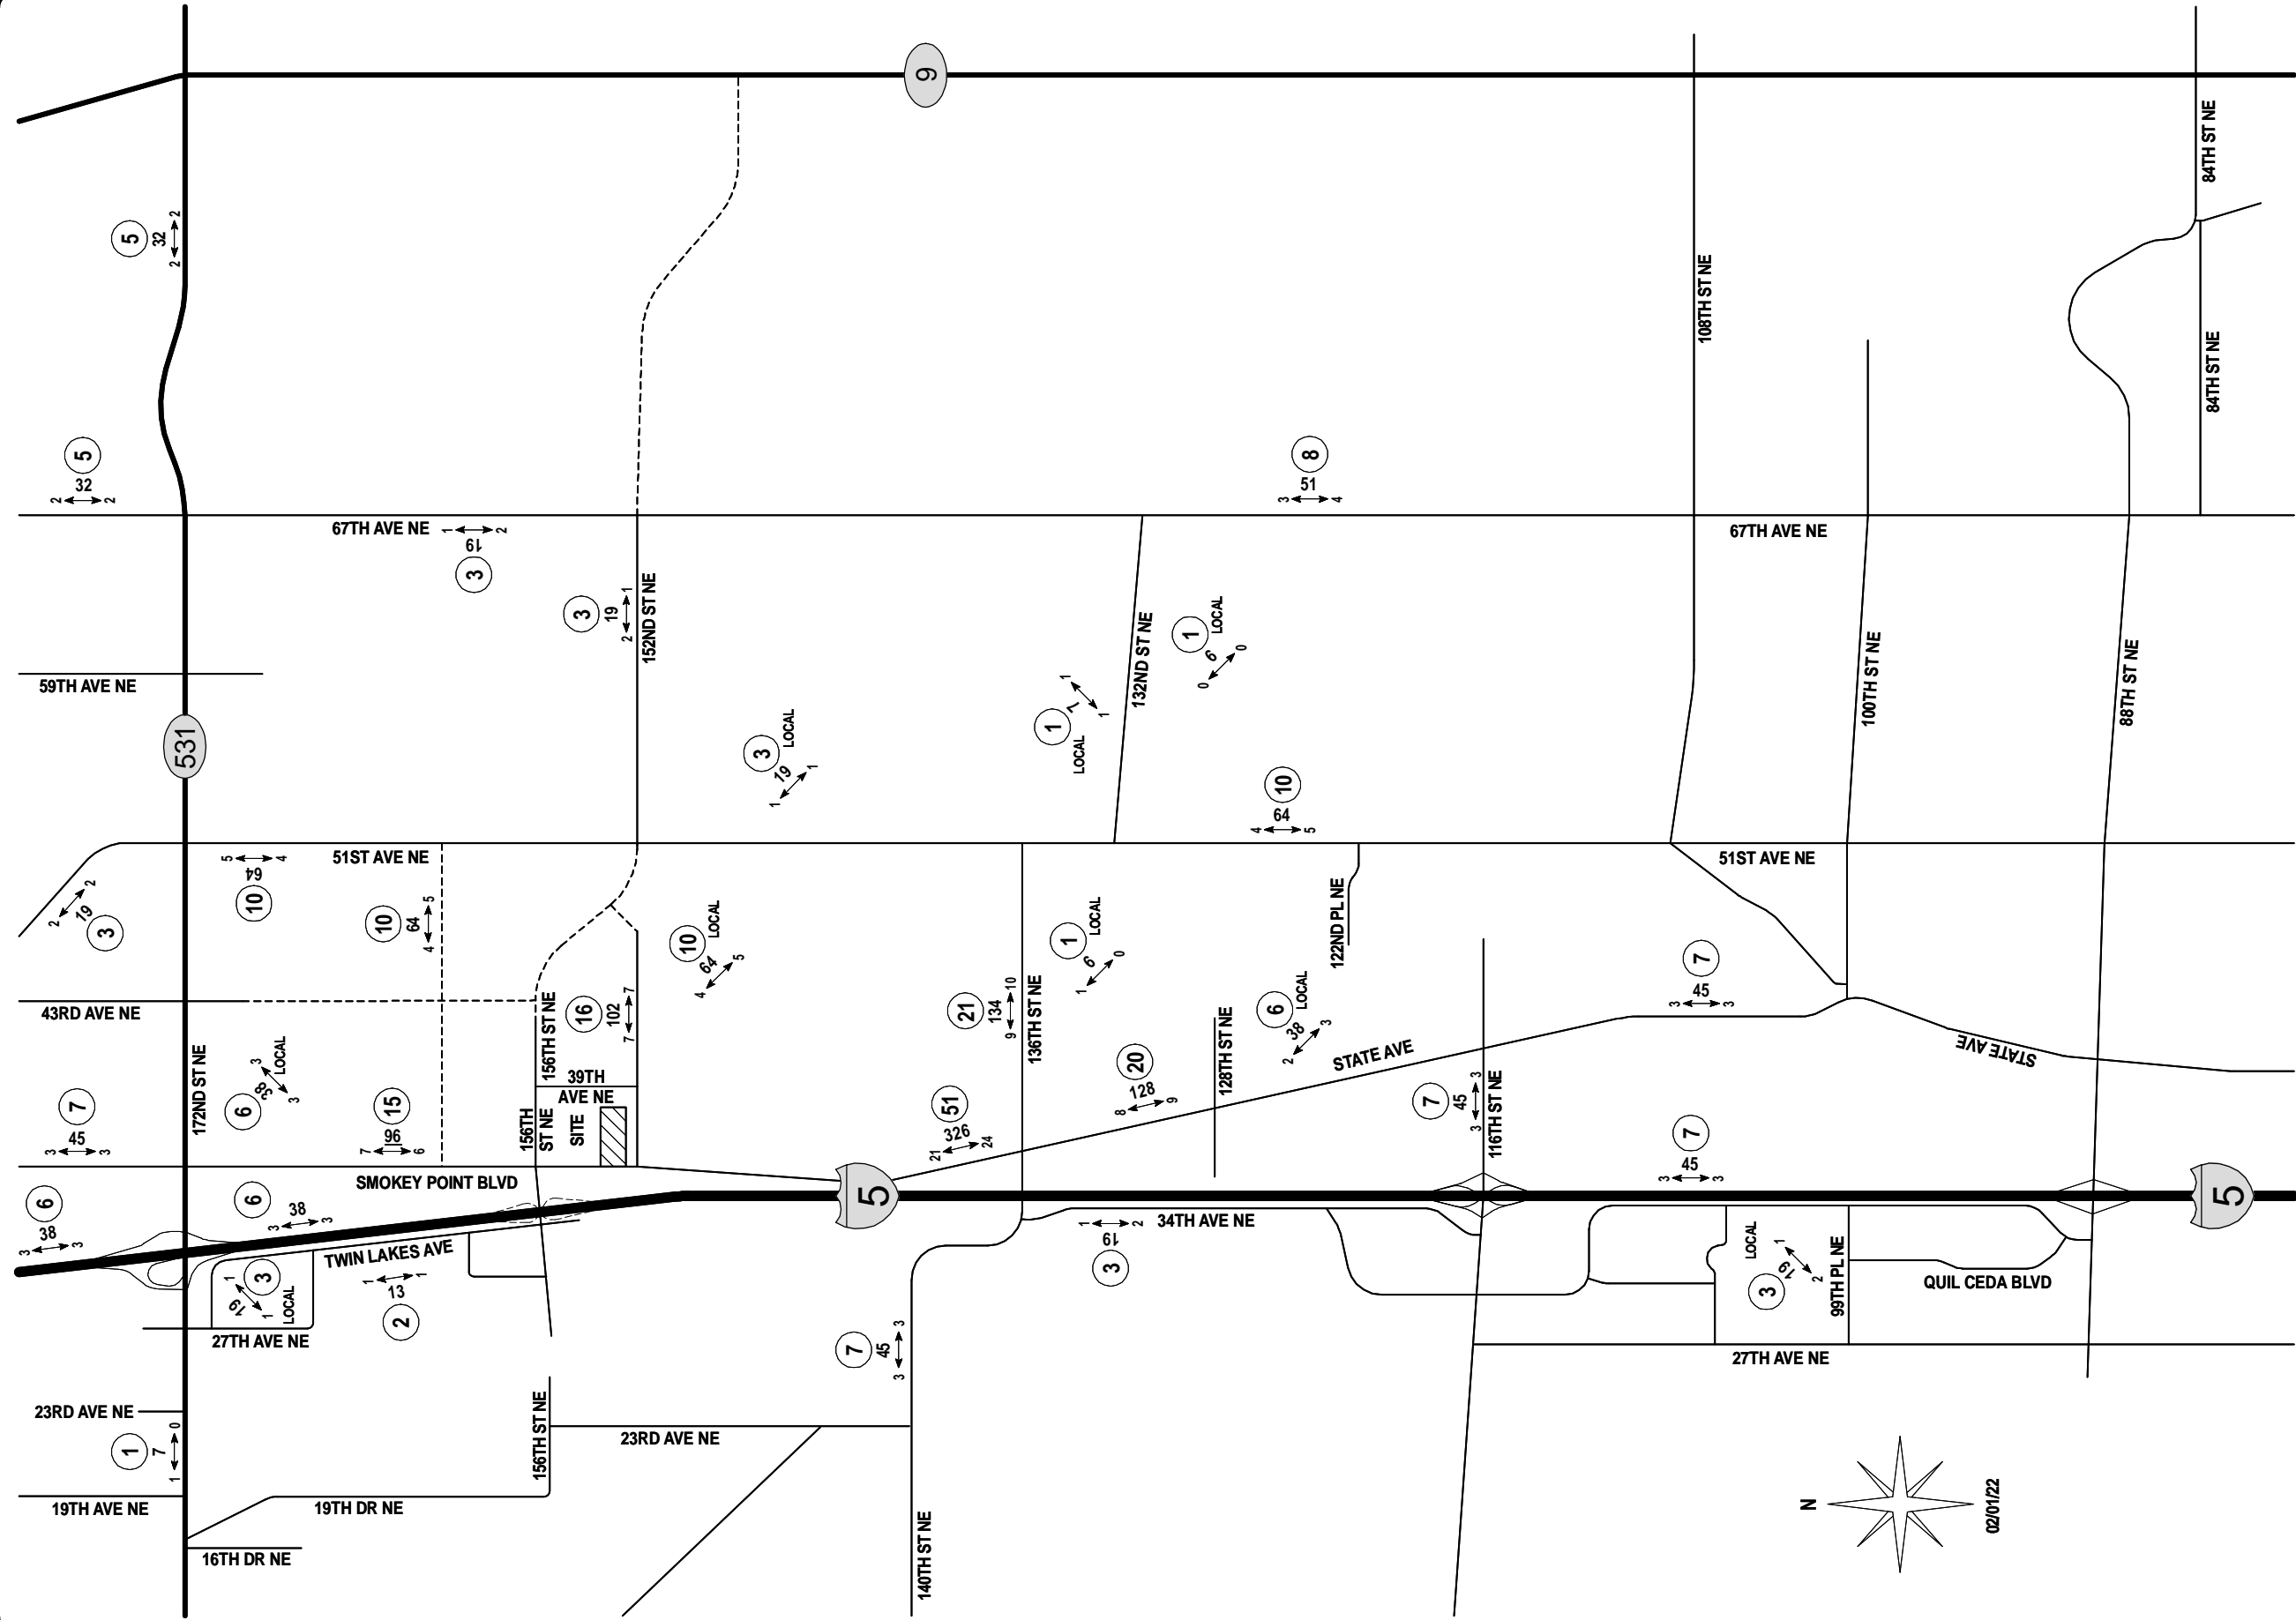 9
84TH ST NE
5
32
2 2
108TH ST NE
84TH ST NE
5
32
2 2
8
51
3 4
67TH AVE NE
1 2
19
3
67TH AVE NE
3
19
2 1
152ND ST NE
132ND ST NE
1
LOCAL
6
0 0
59TH AVE NE
531
100TH ST NE
88TH ST NE
3
LOCAL
19
1 1
1
7
1 1
LOCAL
10
64
4 5
51ST AVE NE
5 4
64
10
51ST AVE NE
2 2
19
3
10
64
4 5
10
LOCAL
64
4 5
1
LOCAL
6
1 0
122ND PL NE
7
45
3 3
43RD AVE NE
156TH ST NE
16
102
7 7
21
134
9 10
136TH ST NE
6
LOCAL
38
2 3
128TH ST NE
STATE AVE
STATE AVE
172ND ST NE
3 3
38
LOCAL
6
39TH
AVE NE
20
128
8 9
7
45
3 3
116TH ST NE
7
45
3 3
15
96
7 6
156TH
ST NE
SITE
51
326
21 24
7
45
3 3
SMOKEY POINT BLVD
5
5
6
38
3 3
6
38
3 3
TWIN LAKES AVE
34TH AVE NE
1 2
19
3
LOCAL
1 2
19
3
99TH PL NE
QUIL CEDA BLVD
1 1
19
3
LOCAL
1 1
13
2
27TH AVE NE
7
45
3 3
27TH AVE NE
23RD AVE NE
1
7
1 0
156TH ST NE
23RD AVE NE
19TH AVE NE
19TH DR NE
16TH DR NE
140TH ST NE
N
02/01/22